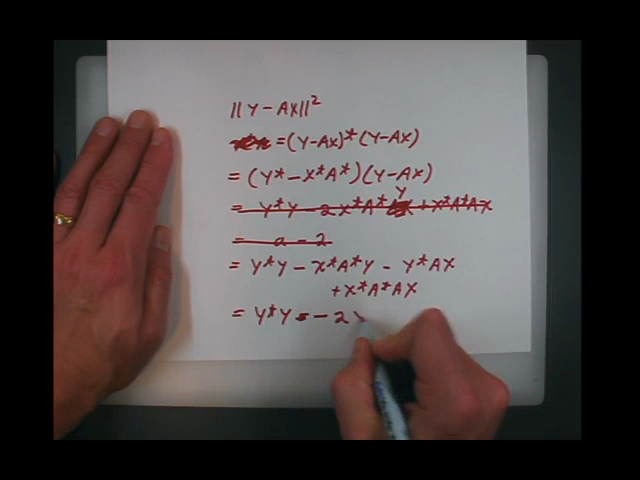 ||Y-AX||²
=(Y-AX)*(Y-AX)
= (Y*-X*A*)(Y-AX)
= Y*Y - 2X*A*Y + X*A*AX
= a - 2
= Y*Y - X*A*Y - Y*AX
+X*A*AX
= Y*Y - 2